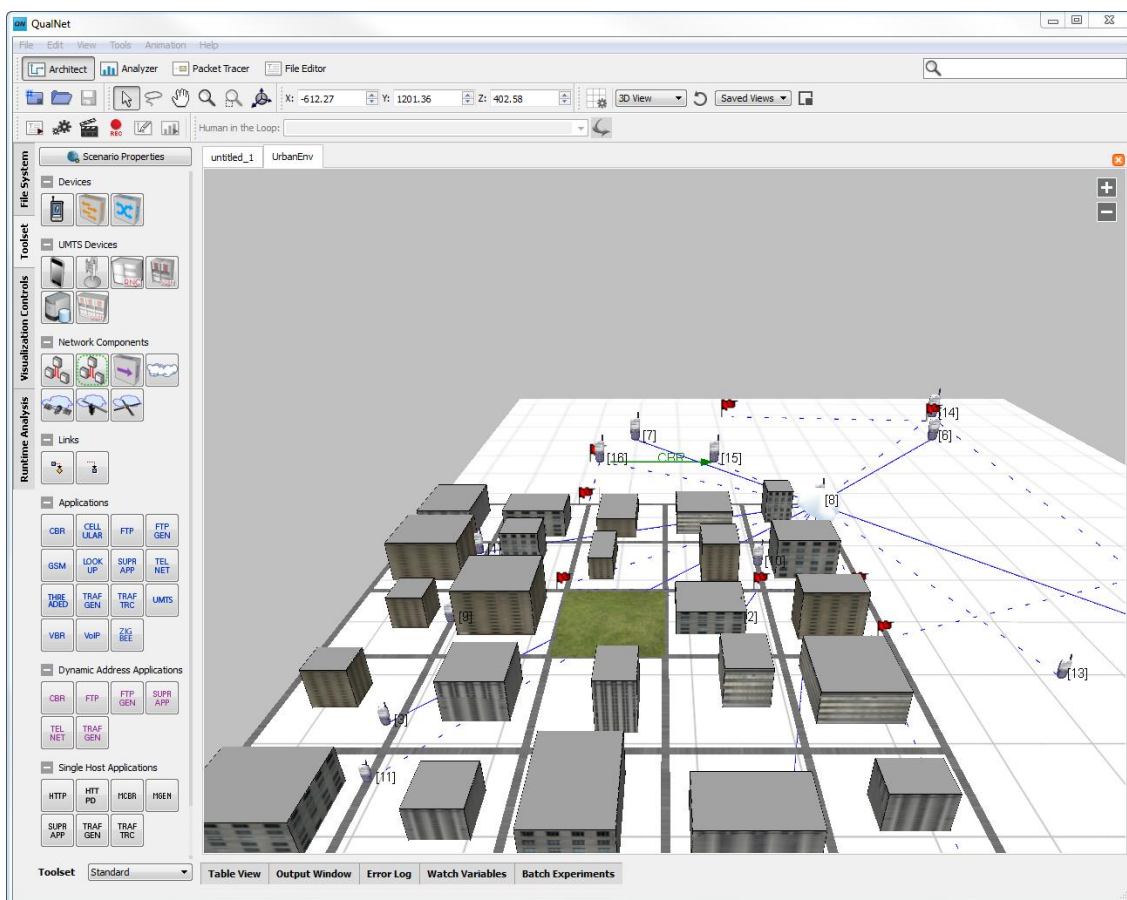 QualNet
File Edit View Tools Animation Help
Architect Analyzer Packet Tracer File Editor
X: -612.27 Y: 1201.36 Z: 402.58 3D View Saved Views
REC Human in the Loop:
File System
Toolset
Visualization Controls
Runtime Analysis
Scenario Properties
Devices
UMTS Devices
RNC
Network Components
Links
Applications
CBR CELL ULAR FTP FTP GEN
GSM LOOK UP SUPR APP TEL NET
THRE ADED TRAF GEN TRAF TRC UMTS
VBR VoIP ZIG BEE
Dynamic Address Applications
CBR FTP FTP GEN SUPR APP
TEL NET TRAF GEN
Single Host Applications
HTTP HTT PD MCBR MGEN
SUPR APP TRAF GEN TRAF TRC
Toolset Standard
untitled_1 UrbanEnv
[14]
[7] [6]
[16] CBR [15]
[8]
[10]
[9] 2]
[13]
[3]
[11]
Table View Output Window Error Log Watch Variables Batch Experiments